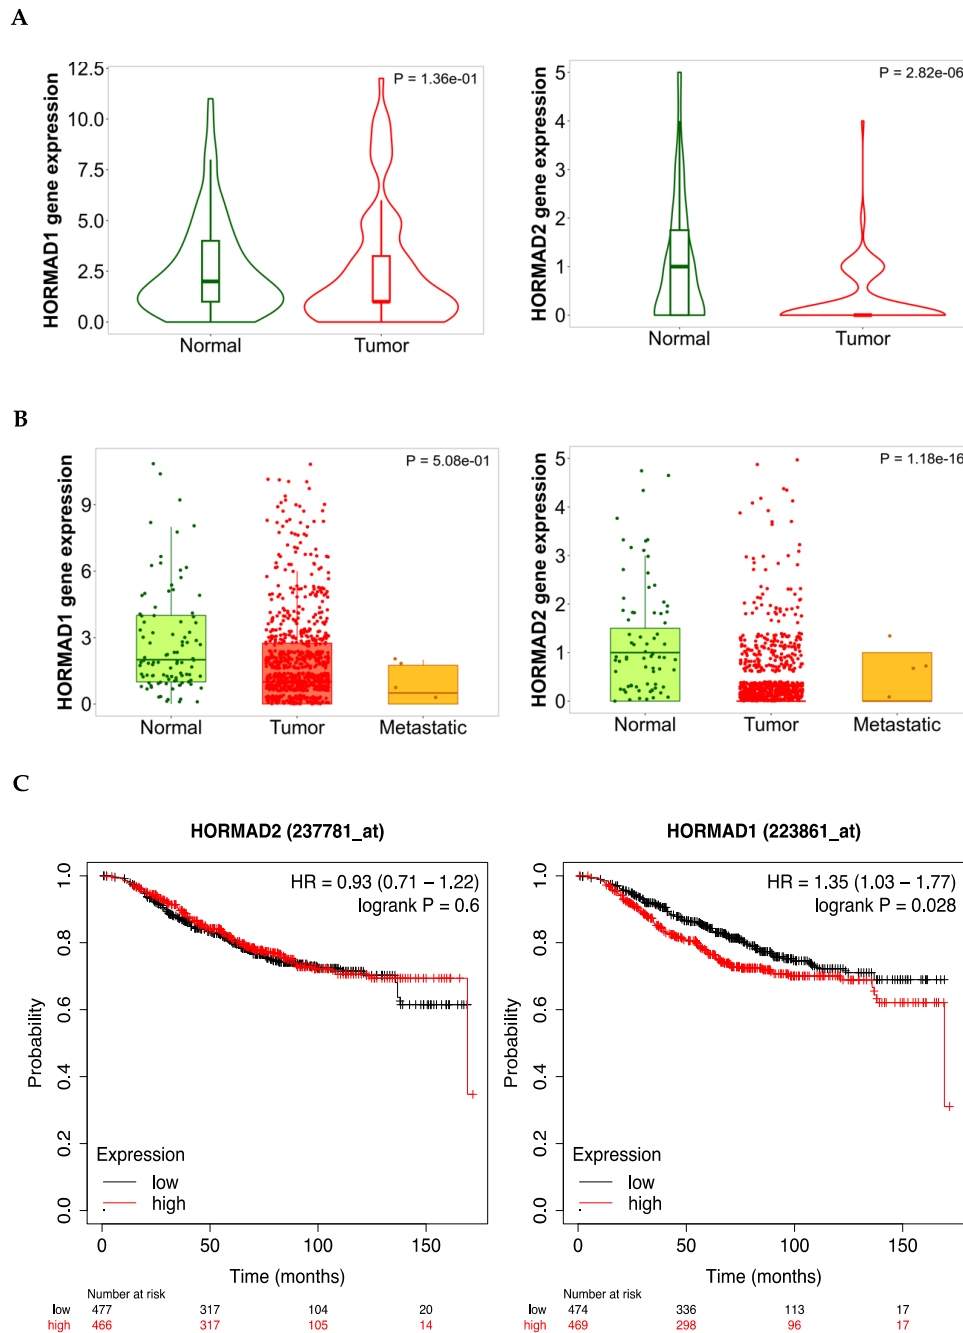 A
HORMAD1 gene expression
12.5
10.0
7.5
5.0
2.5
0.0
P = 1.36e-01
Normal
Tumor
HORMAD2 gene expression
5
4
3
2
1
0
P = 2.82e-06
Normal
Tumor
B
HORMAD1 gene expression
9
6
3
0
P = 5.08e-01
Normal
Tumor
Metastatic
HORMAD2 gene expression
5
4
3
2
1
0
P = 1.18e-16
Normal
Tumor
Metastatic
C
HORMAD2 (237781_at)
HR = 0.93 (0.71 − 1.22)
logrank P = 0.6
Probability
1.0
0.8
0.6
0.4
0.2
0.0
Expression
low
high
0 50 100 150
Time (months)
Number at risk
low 477 317 104 20
high 466 317 105 14
HORMAD1 (223861_at)
HR = 1.35 (1.03 − 1.77)
logrank P = 0.028
Probability
1.0
0.8
0.6
0.4
0.2
0.0
Expression
low
high
0 50 100 150
Time (months)
Number at risk
low 474 336 113 17
high 469 298 96 17